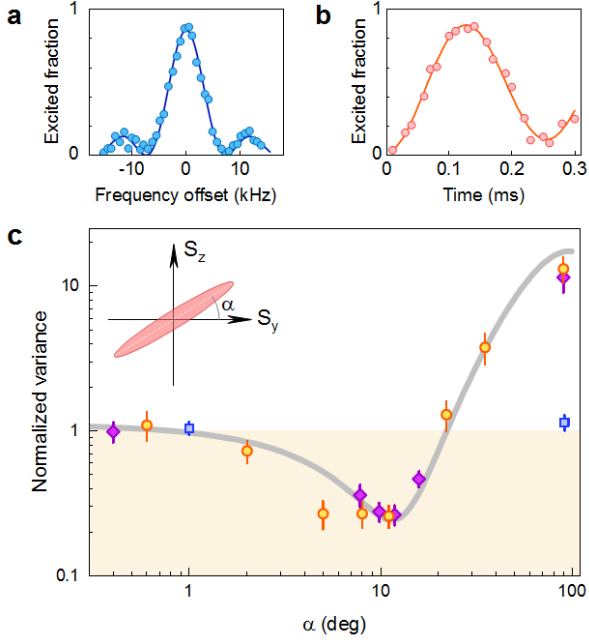 a
b
1
0
Excited fraction
-10
0
10
Frequency offset (kHz)
1
0
Excited fraction
0
0.1
0.2
0.3
Time (ms)
c
10
1
0.1
Normalized variance
Sz
Sy
α
1
10
100
α (deg)